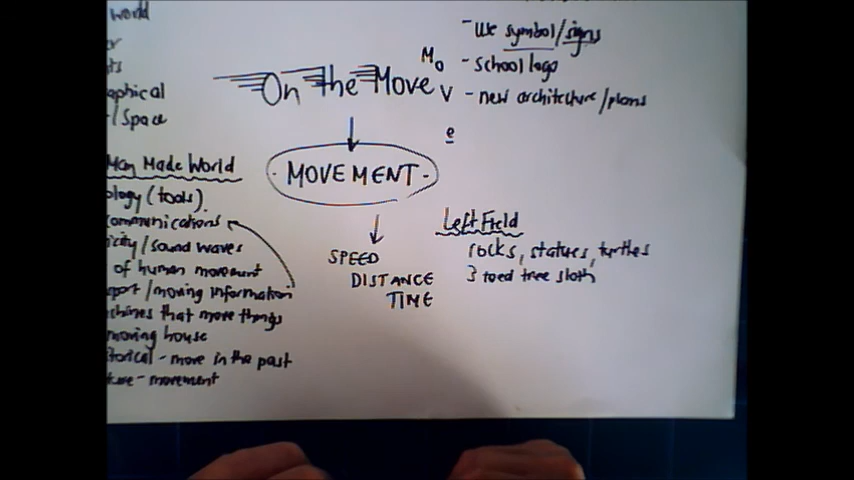 world
aphical
/ Space
Man Made World
ology (tools)
communications
icity / sound waves
of human movement
port / moving information
chines that move things
moving house
torical - move in the past
ture - movement
On the Move
M
o
v
e
MOVEMENT
SPEED
DISTANCE
TIME
- Use symbol/signs
- school logo
- new architecture/plans
Left Field
rocks, statues, turtles
3 toed tree sloth